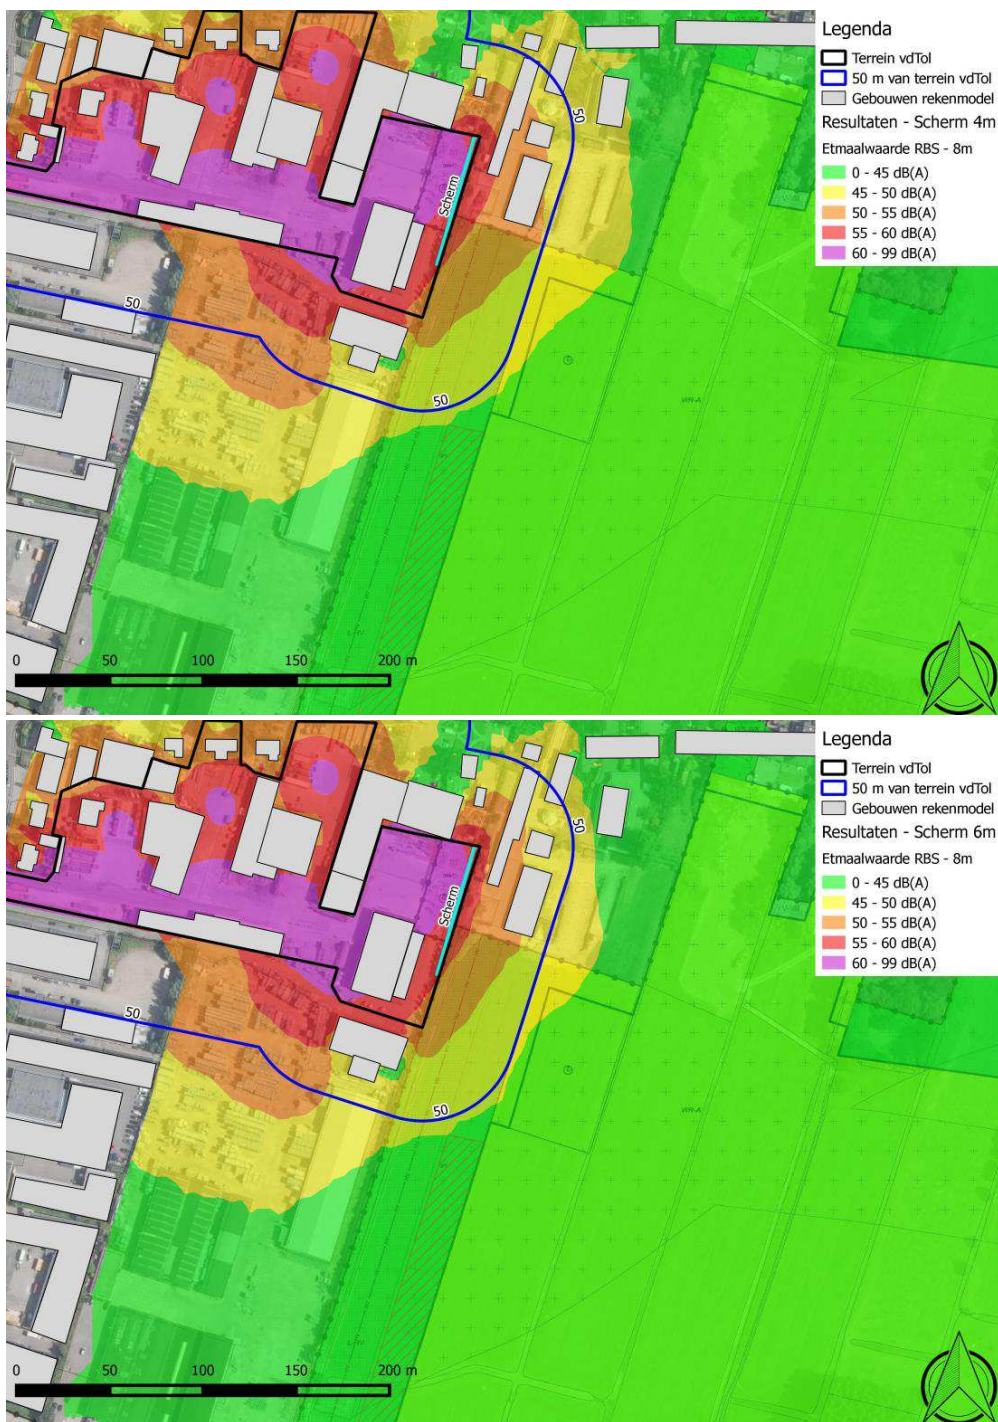 Legenda
Terrein vdTol
50 m van terrein vdTol
Gebouwen rekenmodel
Resultaten - Scherm 4m
Etmaalwaarde RBS - 8m
0 - 45 dB(A)
45 - 50 dB(A)
50 - 55 dB(A)
55 - 60 dB(A)
60 - 99 dB(A)
50
Scherm
50
50
WR-A
0 50 100 150 200 m
Legenda
Terrein vdTol
50 m van terrein vdTol
Gebouwen rekenmodel
Resultaten - Scherm 6m
Etmaalwaarde RBS - 8m
0 - 45 dB(A)
45 - 50 dB(A)
50 - 55 dB(A)
55 - 60 dB(A)
60 - 99 dB(A)
50
Scherm
50
50
WR-A
0 50 100 150 200 m